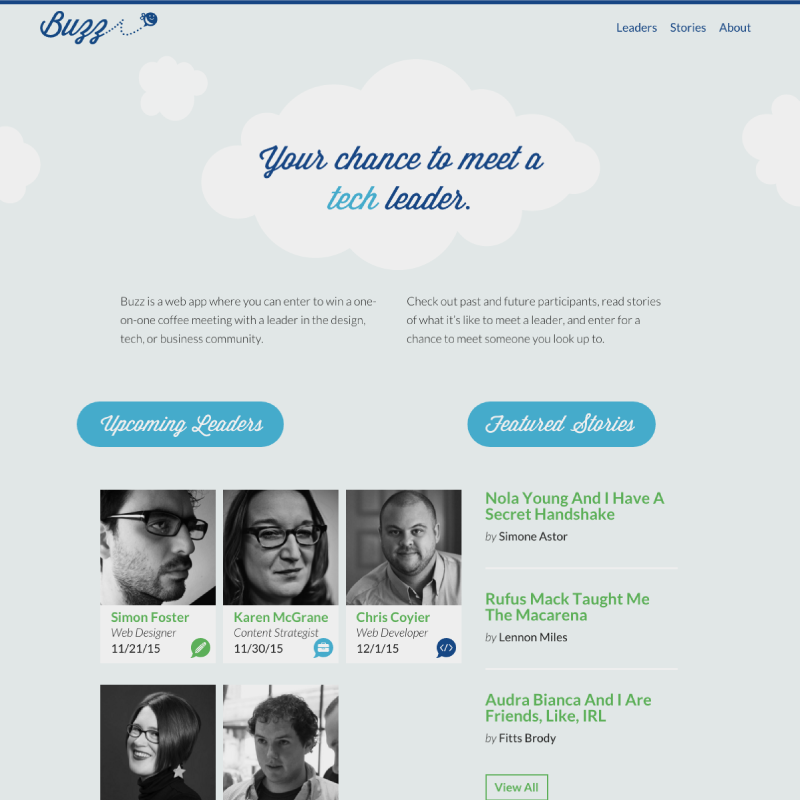 Buzz
Leaders Stories About
Your chance to meet a
tech leader.
Buzz is a web app where you can enter to win a one-
on-one coffee meeting with a leader in the design,
tech, or business community.
Check out past and future participants, read stories
of what it's like to meet a leader, and enter for a
chance to meet someone you look up to.
Upcoming Leaders
Simon Foster
Web Designer
11/21/15
Karen McGrane
Content Strategist
11/30/15
Chris Coyier
Web Developer
12/1/15
</>
Featured Stories
Nola Young And I Have A
Secret Handshake
by Simone Astor
Rufus Mack Taught Me
The Macarena
by Lennon Miles
Audra Bianca And I Are
Friends, Like, IRL
by Fitts Brody
View All